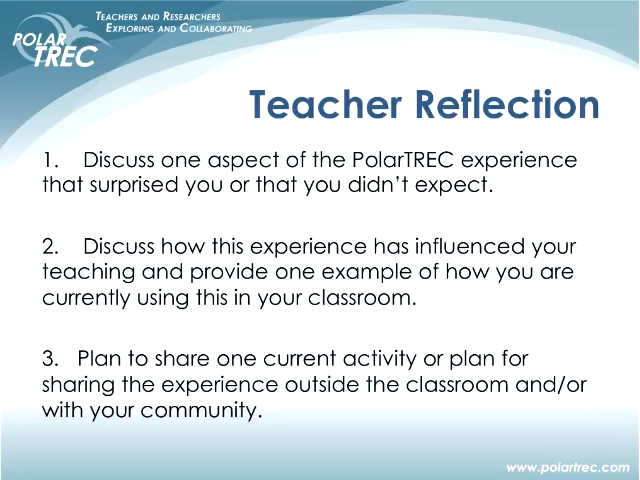 TEACHERS AND RESEARCHERS
EXPLORING AND COLLABORATING
POLAR
TREC
Teacher Reflection
1. Discuss one aspect of the PolarTREC experience
that surprised you or that you didn't expect.
2. Discuss how this experience has influenced your
teaching and provide one example of how you are
currently using this in your classroom.
3. Plan to share one current activity or plan for
sharing the experience outside the classroom and/or
with your community.
www.polartrec.com